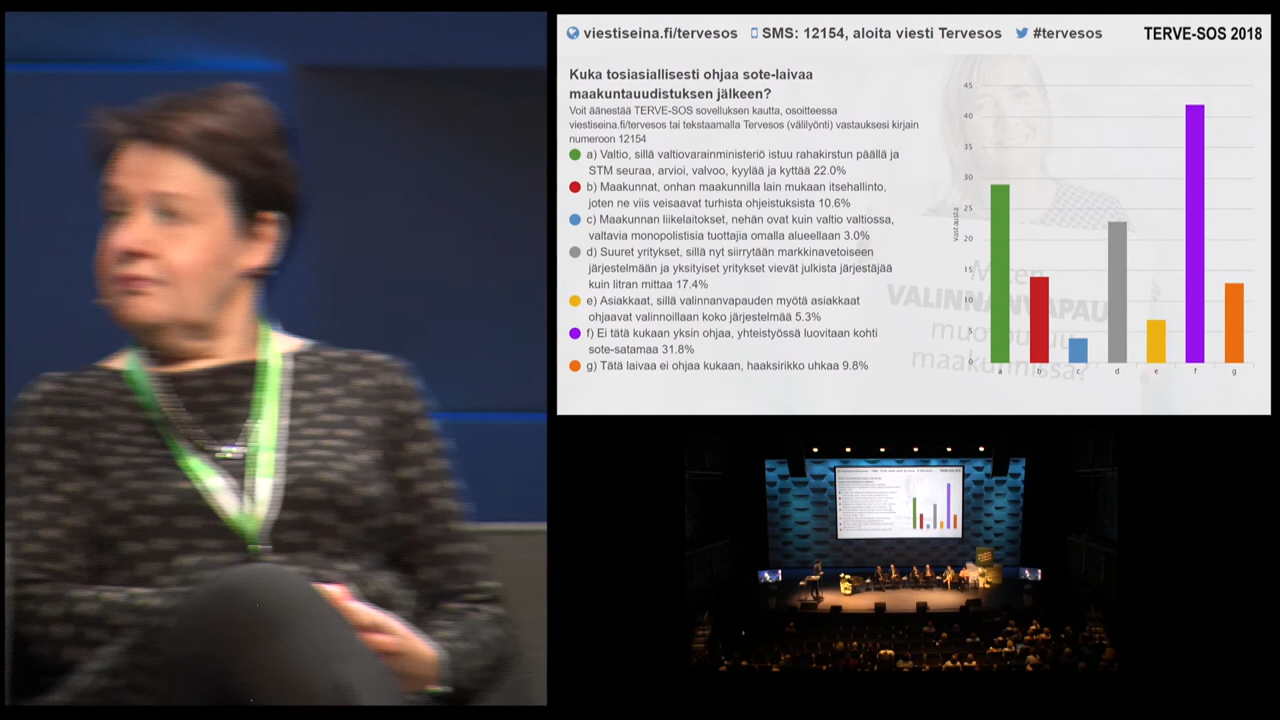 viestiseina.fi/tervesos SMS: 12154, aloita viesti Tervesos #tervesos TERVE-SOS 2018
Kuka tosiasiallisesti ohjaa sote-laivaa
maakuntauudistuksen jälkeen?
Voit äänestää TERVE-SOS sovelluksen kautta, osoitteessa
viestiseina.fi/tervesos tai tekstaamalla Tervesos (välilyönti) vastauksesi kirjain
numeroon 12154
a) Valtio, sillä valtiovarainministeriö istuu rahakirstun päällä ja
STM seuraa, arvioi, valvoo, kyylää ja kyttää 22.0%
b) Maakunnat, onhan maakunnilla lain mukaan itsehallinto,
joten ne viis veisaavat turhista ohjeistuksista 10.6%
c) Maakunnan liikelaitokset, nehän ovat kuin valtio valtiossa,
valtavia monopolistisia tuottajia omalla alueellaan 3.0%
d) Suuret yritykset, sillä nyt siirrytään markkinavetoiseen
järjestelmään ja yksityiset yritykset vievät julkista järjestäjää
kuin litran mittaa 17.4%
e) Asiakkaat, sillä valinnanvapauden myötä asiakkaat
ohjaavat valinnoillaan koko järjestelmää 5.3%
f) Ei tätä kukaan yksin ohjaa, yhteistyössä luovitaan kohti
sote-satamaa 31.8%
g) Tätä laivaa ei ohjaa kukaan, haaksirikko uhkaa 9.8%
45
40
35
30
25
20
15
10
5
0
vastausta
a b c d e f g
Miten
VALINNANVAPAU
muotoutuu
maakunnissa?